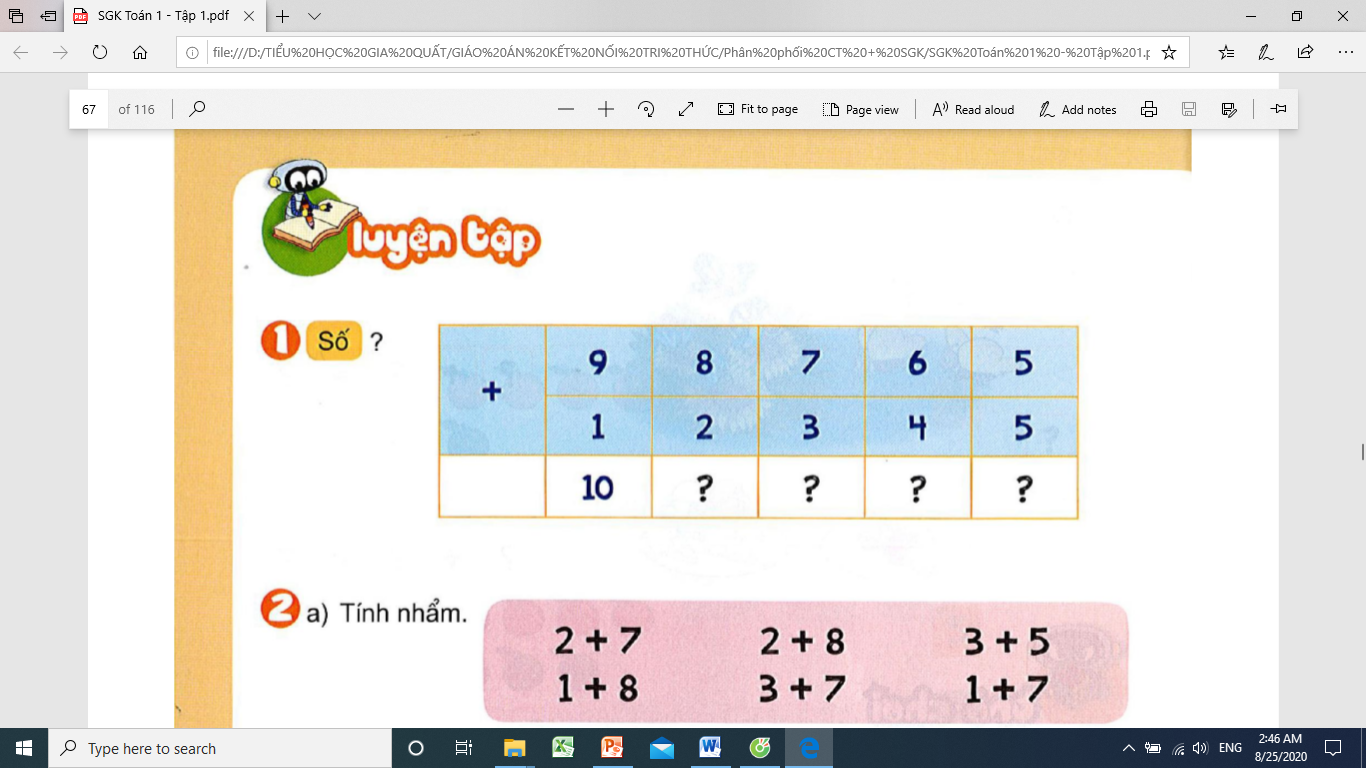 SGK Toán 1 - Tập 1.pdf
file:///D:/TIỂU%20HỌC%20GIA%20QUẤT/GIÁO%20ÁN%20KẾT%20NỐI%20TRI%20THỨC/Phân%20phối%20CT%20+%20SGK/SGK%20Toán%201%20-%20Tập%201.p
67 of 116 Fit to page Page view Read aloud Add notes
luyện tập
1 Số ?
+ 9 8 7 6 5
1 2 3 4 5
10 ? ? ? ?
2 a) Tính nhẩm.
2 + 7 2 + 8 3 + 5
1 + 8 3 + 7 1 + 7
Type here to search
ENG
2:46 AM
8/25/2020